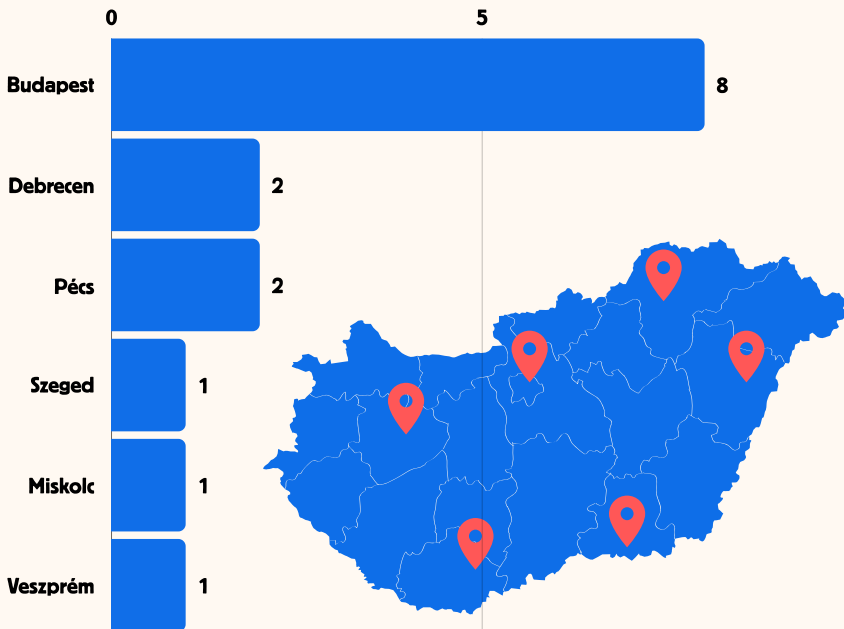 0 5
Budapest 8
Debrecen 2
Pécs 2
Szeged 1
Miskolc 1
Veszprém 1